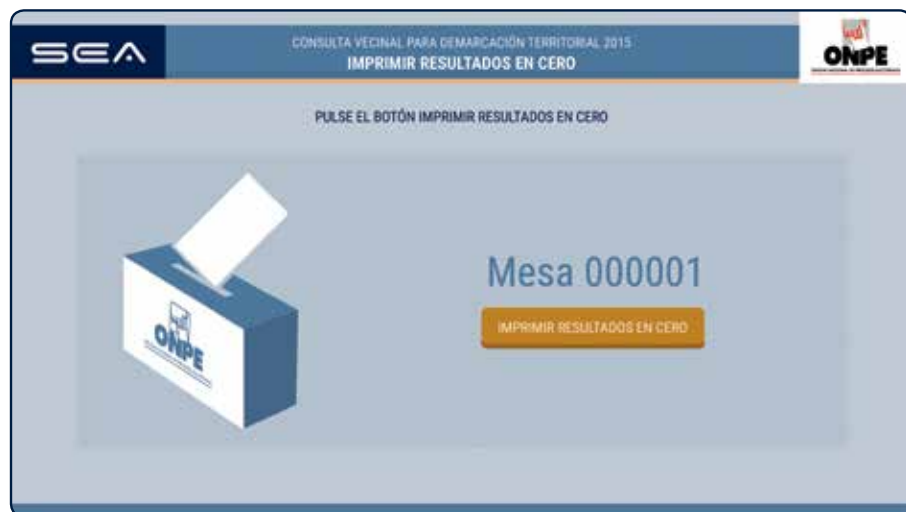 SEA
CONSULTA VECINAL PARA DEMARCACIÓN TERRITORIAL 2015
IMPRIMIR RESULTADOS EN CERO
ONPE
PULSE EL BOTÓN IMPRIMIR RESULTADOS EN CERO
Mesa 000001
IMPRIMIR RESULTADOS EN CERO
ONPE